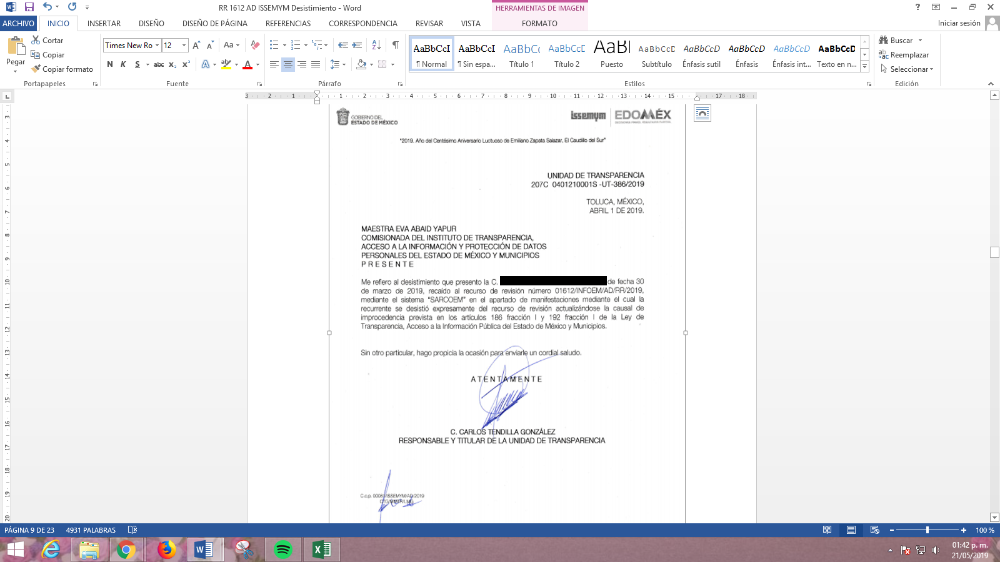 RR 1612 AD ISSEMYM Desistimiento - Word
HERRAMIENTAS DE IMAGEN
ARCHIVO INICIO INSERTAR DISEÑO DISEÑO DE PÁGINA REFERENCIAS CORRESPONDENCIA REVISAR VISTA FORMATO Iniciar sesión
Pegar
Cortar
Copiar
Copiar formato
Portapapeles
Times New Ro 12
N K S abc x₂ x²
Fuente
Párrafo
AaBbCcI AaBbCcI AaBbC AaBbCcD AaB AaBbCcD AaBbCcD AaBbCcD AaBbCcD AaBbCcD
¶ Normal ¶ Sin espa... Título 1 Título 2 Puesto Subtítulo Énfasis sutil Énfasis Énfasis int... Texto en n...
Estilos
Buscar
Reemplazar
Seleccionar
Edición
3 2 1 1 2 3 4 5 6 7 8 9 10 11 12 13 14 15 17 18
3 4 5 6 7 8 9 10 11 12 13 14 15 16 17 18 19 20
GOBIERNO DEL
ESTADO DE MÉXICO
issemym EDOMÉX
DECISIONES FIRMES, RESULTADOS FUERTES.
"2019. Año del Centésimo Aniversario Luctuoso de Emiliano Zapata Salazar, El Caudillo del Sur"
UNIDAD DE TRANSPARENCIA
207C 0401210001S -UT-386/2019
TOLUCA, MÉXICO,
ABRIL 1 DE 2019.
MAESTRA EVA ABAID YAPUR
COMISIONADA DEL INSTITUTO DE TRANSPARENCIA,
ACCESO A LA INFORMACIÓN Y PROTECCIÓN DE DATOS
PERSONALES DEL ESTADO DE MÉXICO Y MUNICIPIOS
P R E S E N T E
Me refiero al desistimiento que presento la C. de fecha 30
de marzo de 2019, recaído al recurso de revisión número 01612/INFOEM/AD/RR/2019,
mediante el sistema "SARCOEM" en el apartado de manifestaciones mediante el cual la
recurrente se desistió expresamente del recurso de revisión actualizándose la causal de
improcedencia prevista en los artículos 186 fracción I y 192 fracción I de la Ley de
Transparencia, Acceso a la Información Pública del Estado de México y Municipios.
Sin otro particular, hago propicia la ocasión para enviarle un cordial saludo.
A T E N T A M E N T E
C. CARLOS TENDILLA GONZÁLEZ
RESPONSABLE Y TITULAR DE LA UNIDAD DE TRANSPARENCIA
C.c.p. 00081/ISSEMYM/AD/2019
PÁGINA 9 DE 23 4931 PALABRAS 100 %
01:42 p. m.
21/05/2019